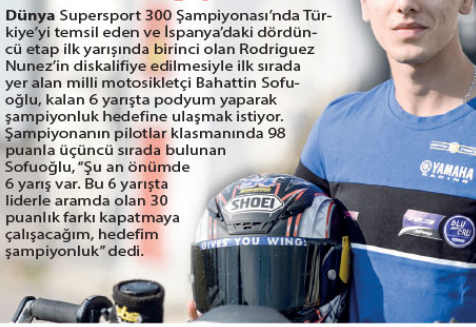 Dünya Supersport 300 Şampiyonası’nda Tür-
kiye’yi temsil eden ve İspanya’daki dördün-
cü etap ilk yarışında birinci olan Rodriguez
Nunez’in diskalifiye edilmesiyle ilk sırada
yer alan milli motosikletçi Bahattin Sofu-
oğlu, kalan 6 yarışta podyum yaparak
şampiyonluk hedefine ulaşmak istiyor.
Şampiyonanın pilotlar klasmanında 98
puanla üçüncü sırada bulunan
Sofuoğlu, “Şu an önümde
6 yarış var. Bu 6 yarışta
liderle aramda olan 30
puanlık farkı kapatmaya
çalışacağım, hedefim
şampiyonluk” dedi.
YAMAHA
RACING
bLU
cRU
SHOEI
GIVES YOU WINGS